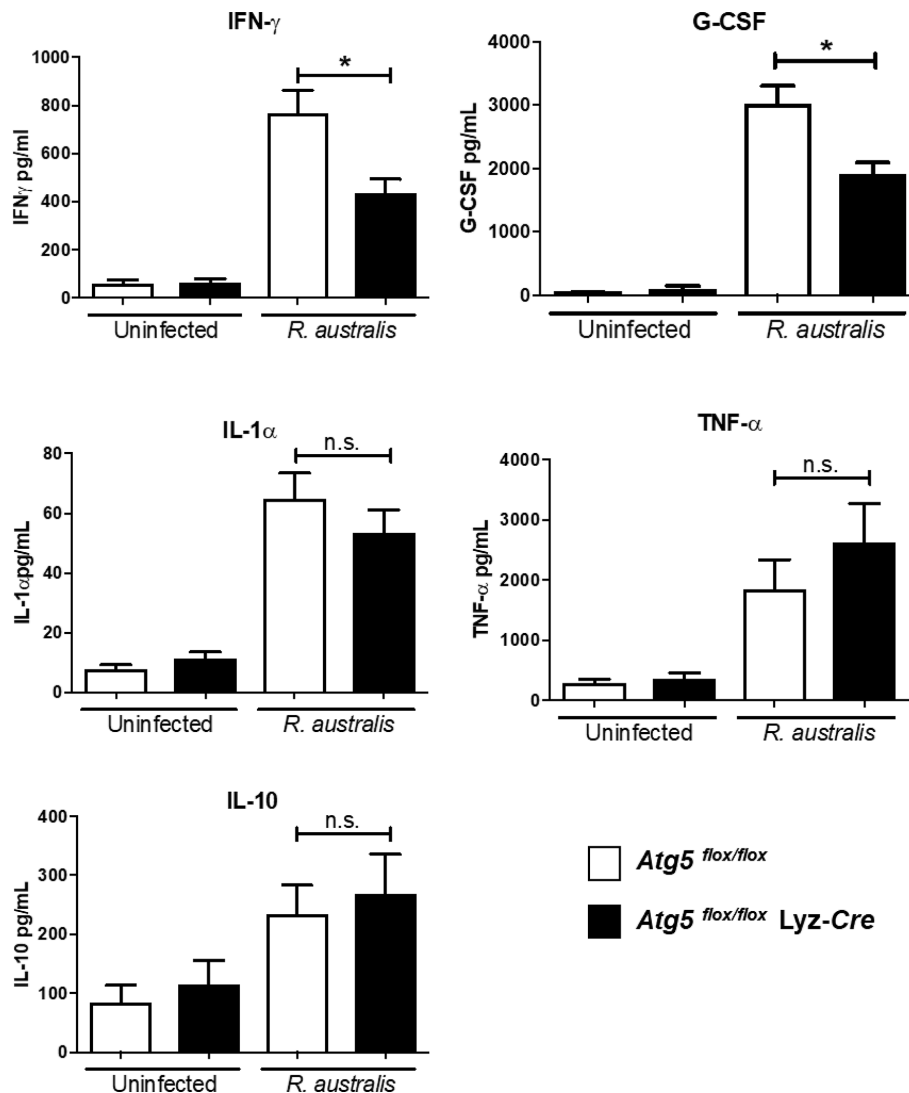 IFN-γ
1000
800
600
400
200
0
IFNγ pg/ml
*
Uninfected
R. australis
G-CSF
4000
3000
2000
1000
0
G-CSF pg/mL
*
Uninfected
R. australis
IL-1α
80
60
40
20
0
IL-1αpg/mL
n.s.
Uninfected
R. australis
TNF-α
4000
3000
2000
1000
0
TNF-α pg/mL
n.s.
Uninfected
R. australis
IL-10
400
300
200
100
0
IL-10 pg/mL
n.s.
Uninfected
R. australis
Atg5 flox/flox
Atg5 flox/flox Lyz-Cre